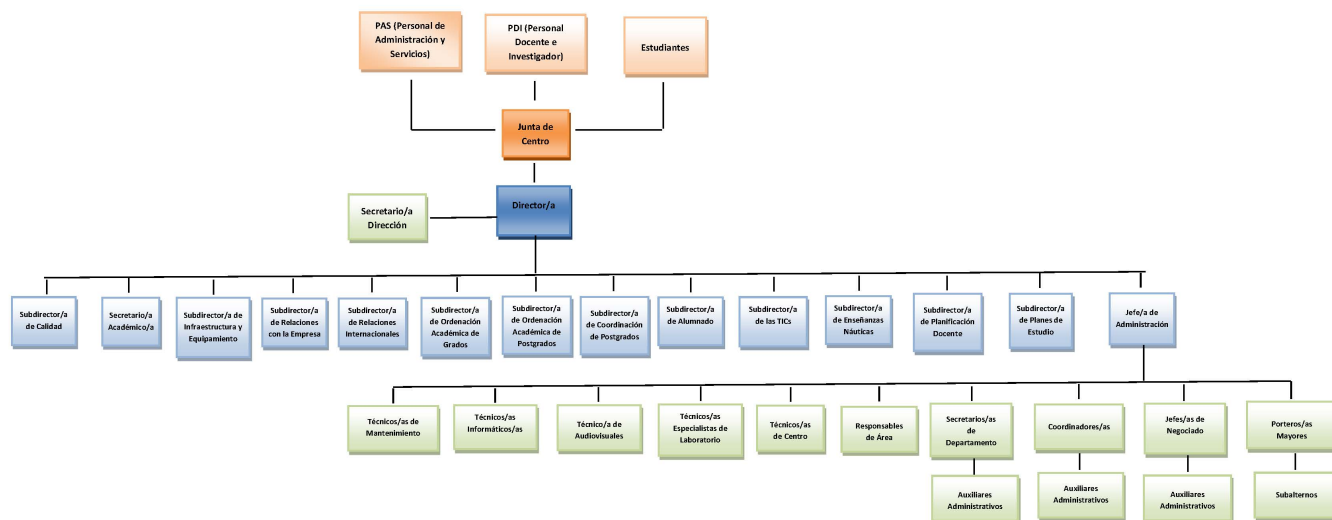 PAS (Personal de
Administración y
Servicios)
PDI (Personal
Docente e
Investigador)
Estudiantes
Junta de
Centro
Secretario/a
Dirección
Director/a
Subdirector/a
de Calidad
Secretario/a
Académico/a
Subdirector/a de
Infraestructura y
Equipamiento
Subdirector/a
de Relaciones
con la Empresa
Subdirector/a
de Relaciones
Internacionales
Subdirector/a
de Ordenación
Académica de
Grados
Subdirector/a
de Ordenación
Académica de
Postgrados
Subdirector/a
de Coordinación
de Postgrados
Subdirector/a
de Alumnado
Subdirector/a
de las TICs
Subdirector/a
de Enseñanzas
Náuticas
Subdirector/a
de Planificación
Docente
Subdirector/a
de Planes de
Estudio
Jefe/a de
Administración
Técnicos/as de
Mantenimiento
Técnicos/as
Informáticos/as
Técnico/a de
Audiovisuales
Técnicos/as
Especialistas de
Laboratorio
Técnicos/as
de Centro
Responsables
de Área
Secretarios/as
de
Departamento
Coordinadores/as
Jefes/as de
Negociado
Porteros/as
Mayores
Auxiliares
Administrativos
Auxiliares
Administrativos
Auxiliares
Administrativos
Subalternos